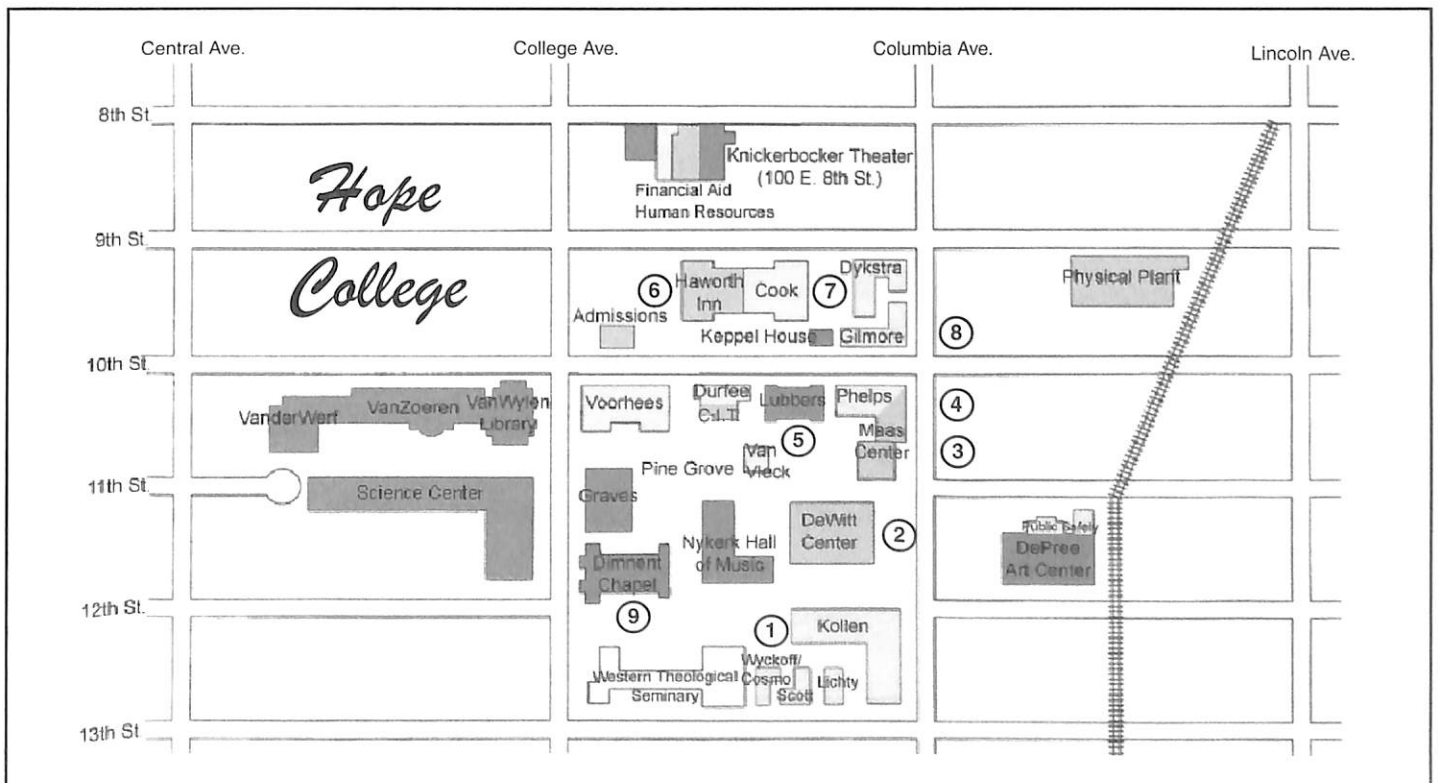 Central Ave.
College Ave.
Columbia Ave.
Lincoln Ave.
8th St.
Hope
College
Knickerbocker Theater
(100 E. 8th St.)
Financial Aid
Human Resources
9th St.
6
Haworth
Inn
Cook
7
Dykstra
Physical Plant
Admissions
Keppel House
Gilmore
8
10th St.
VanderWerf
VanZoeren
VanWylen
Library
Voorhees
Durfee
C.I.T.
Lubbers
Phelps
4
5
Maas
Center
3
Pine Grove
Van
Vleck
11th St.
Science Center
Graves
DeWitt
Center
2
Public Safety
Nykerk Hall
of Music
DePree
Art Center
Dimnent
Chapel
12th St.
9
1
Kollen
Western Theological
Seminary
Wyckoff/
Cosmo
Scott
Lichty
13th St.